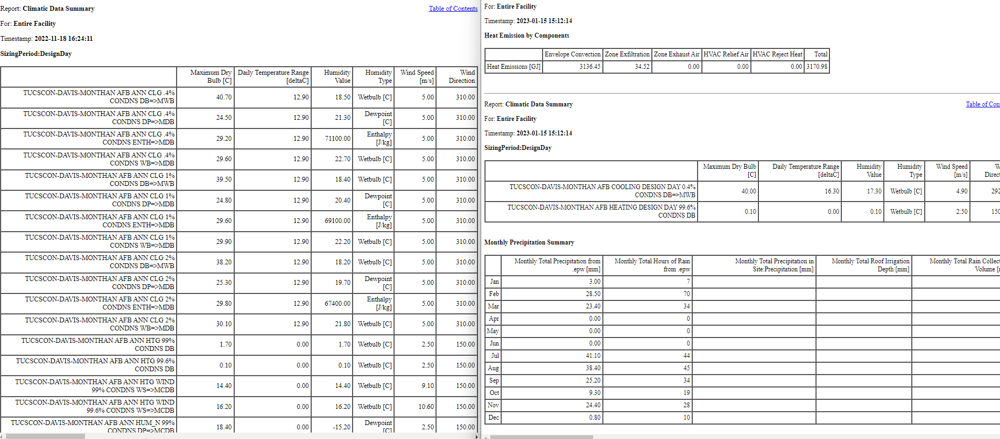 Report: Climatic Data Summary
Table of Contents
For: Entire Facility
Timestamp: 2022-11-18 16:24:11
SizingPeriod:DesignDay
Maximum Dry Bulb [C] Daily Temperature Range [deltaC] Humidity Value Humidity Type Wind Speed [m/s] Wind Direction
TUCSCON-DAVIS-MONTHAN AFB ANN CLG .4% CONDNS DB=>MWB 40.70 12.90 18.50 Wetbulb [C] 5.00 310.00
TUCSCON-DAVIS-MONTHAN AFB ANN CLG .4% CONDNS DP=>MDB 24.50 12.90 21.30 Dewpoint [C] 5.00 310.00
TUCSCON-DAVIS-MONTHAN AFB ANN CLG .4% CONDNS ENTH=>MDB 29.20 12.90 71100.00 Enthalpy [J/kg] 5.00 310.00
TUCSCON-DAVIS-MONTHAN AFB ANN CLG .4% CONDNS WB=>MDB 29.60 12.90 22.70 Wetbulb [C] 5.00 310.00
TUCSCON-DAVIS-MONTHAN AFB ANN CLG 1% CONDNS DB=>MWB 39.50 12.90 18.40 Wetbulb [C] 5.00 310.00
TUCSCON-DAVIS-MONTHAN AFB ANN CLG 1% CONDNS DP=>MDB 24.80 12.90 20.40 Dewpoint [C] 5.00 310.00
TUCSCON-DAVIS-MONTHAN AFB ANN CLG 1% CONDNS ENTH=>MDB 29.60 12.90 69100.00 Enthalpy [J/kg] 5.00 310.00
TUCSCON-DAVIS-MONTHAN AFB ANN CLG 1% CONDNS WB=>MDB 29.90 12.90 22.20 Wetbulb [C] 5.00 310.00
TUCSCON-DAVIS-MONTHAN AFB ANN CLG 2% CONDNS DB=>MWB 38.20 12.90 18.20 Wetbulb [C] 5.00 310.00
TUCSCON-DAVIS-MONTHAN AFB ANN CLG 2% CONDNS DP=>MDB 25.30 12.90 19.70 Dewpoint [C] 5.00 310.00
TUCSCON-DAVIS-MONTHAN AFB ANN CLG 2% CONDNS ENTH=>MDB 29.80 12.90 67400.00 Enthalpy [J/kg] 5.00 310.00
TUCSCON-DAVIS-MONTHAN AFB ANN CLG 2% CONDNS WB=>MDB 30.10 12.90 21.80 Wetbulb [C] 5.00 310.00
TUCSCON-DAVIS-MONTHAN AFB ANN HTG 99% CONDNS DB 1.70 0.00 1.70 Wetbulb [C] 2.50 150.00
TUCSCON-DAVIS-MONTHAN AFB ANN HTG 99.6% CONDNS DB 0.10 0.00 0.10 Wetbulb [C] 2.50 150.00
TUCSCON-DAVIS-MONTHAN AFB ANN HTG WIND 99% CONDNS WS=>MCDB 14.40 0.00 14.40 Wetbulb [C] 9.10 150.00
TUCSCON-DAVIS-MONTHAN AFB ANN HTG WIND 99.6% CONDNS WS=>MCDB 16.20 0.00 16.20 Wetbulb [C] 10.60 150.00
TUCSCON-DAVIS-MONTHAN AFB ANN HUM_N 99% CONDNS DP=>MCDB 18.40 0.00 -15.20 Dewpoint [C] 2.50 150.00
For: Entire Facility
Timestamp: 2023-01-15 15:12:14
Heat Emission by Components
Envelope Convection Zone Exfiltration Zone Exhaust Air HVAC Relief Air HVAC Reject Heat Total
Heat Emissions [GJ] 3136.45 34.52 0.00 0.00 0.00 3170.98
Report: Climatic Data Summary
Table of Con
For: Entire Facility
Timestamp: 2023-01-15 15:12:14
SizingPeriod:DesignDay
Maximum Dry Bulb [C] Daily Temperature Range [deltaC] Humidity Value Humidity Type Wind Speed [m/s] W Direct
TUCSCON-DAVIS-MONTHAN AFB COOLING DESIGN DAY 0.4% CONDNS DB=>MWB 40.00 16.30 17.30 Wetbulb [C] 4.90 292
TUCSCON-DAVIS-MONTHAN AFB HEATING DESIGN DAY 99.6% CONDNS DB 0.10 0.00 0.10 Wetbulb [C] 2.50 150
Monthly Precipitation Summary
Monthly Total Precipitation from .epw [mm] Monthly Total Hours of Rain from .epw Monthly Total Precipitation in Site:Precipitation [mm] Monthly Total Roof Irrigation Depth [mm] Monthly Total Rain Collect Volume
Jan 3.00 7
Feb 28.50 70
Mar 23.40 34
Apr 0.00 0
May 0.00 0
Jun 0.00 0
Jul 41.10 44
Aug 38.40 45
Sep 25.20 34
Oct 9.30 19
Nov 24.40 28
Dec 0.80 10